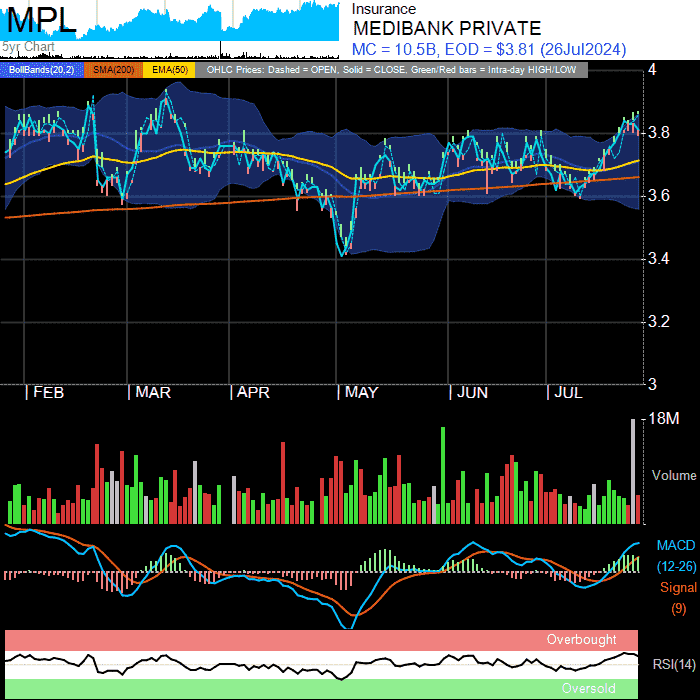 MPL
5yr Chart
Insurance
MEDIBANK PRIVATE
MC = 10.5B, EOD = $3.81 (26Jul2024)
BollBands(20,2) SMA(200) EMA(50) OHLC Prices: Dashed = OPEN, Solid = CLOSE, Green/Red bars = Intra-day HIGH/LOW
4
3.8
3.6
3.4
3.2
3
FEB MAR APR MAY JUN JUL
18M
Volume
MACD
(12-26)
Signal
(9)
Overbought
RSI(14)
Oversold